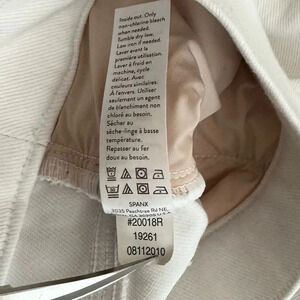 Inside out. Only
non-chlorine bleach
when needed.
Tumble dry low.
Low iron if needed.
Laver avant la
première utilisation.
Laver à froid en
machine, cycle
délicat. Avec
couleurs similaires.
À l'envers. Utiliser
seulement un agent
de blanchiment non
chloré au besoin.
Sécher au
sèche-linge à basse
température.
Repasser au fer
doux au besoin.
SPANX
3035 Peachtree Rd NE,
#20018R
19261
08112010